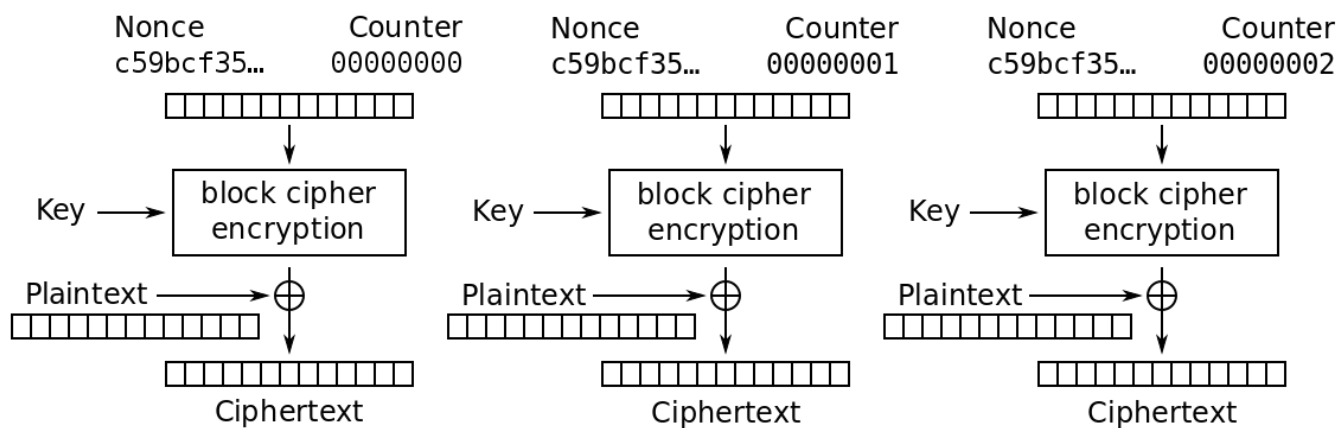 Nonce Counter Nonce Counter Nonce Counter
c59bcf35… 00000000 c59bcf35… 00000001 c59bcf35… 00000002
block cipher block cipher block cipher
Key encryption Key encryption Key encryption
Plaintext Plaintext Plaintext
Ciphertext Ciphertext Ciphertext